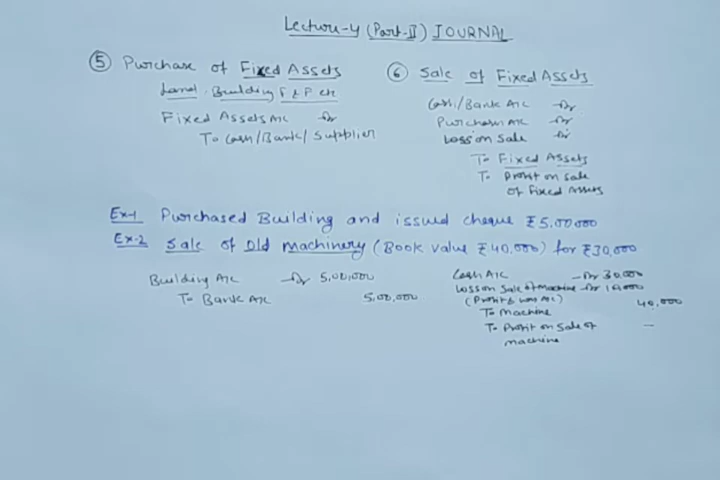 Lecture-4 (Part-II) JOURNAL
⑤ Purchase of Fixed Assets
Land, Building F & P etc
Fixed Assets A/c Dr
To Cash/Bank/Supplier
⑥ Sale of Fixed Assets
Cash/Bank A/c Dr
Purchaser A/c Dr
Loss on Sale Dr
To Fixed Assets
To Profit on Sale
of Fixed Assets
Ex-1 Purchased Building and issued cheque ₹5,00,000
Ex-2 Sale of Old Machinery (Book value ₹40,000) for ₹30,000
Building A/c — Dr 5,00,000
To Bank A/c 5,00,000
Cash A/c — Dr 30,000
Loss on Sale of machine — Dr 10,000
(Profit & Loss A/c) 40,000
To Machine
To Profit on Sale of —
machine